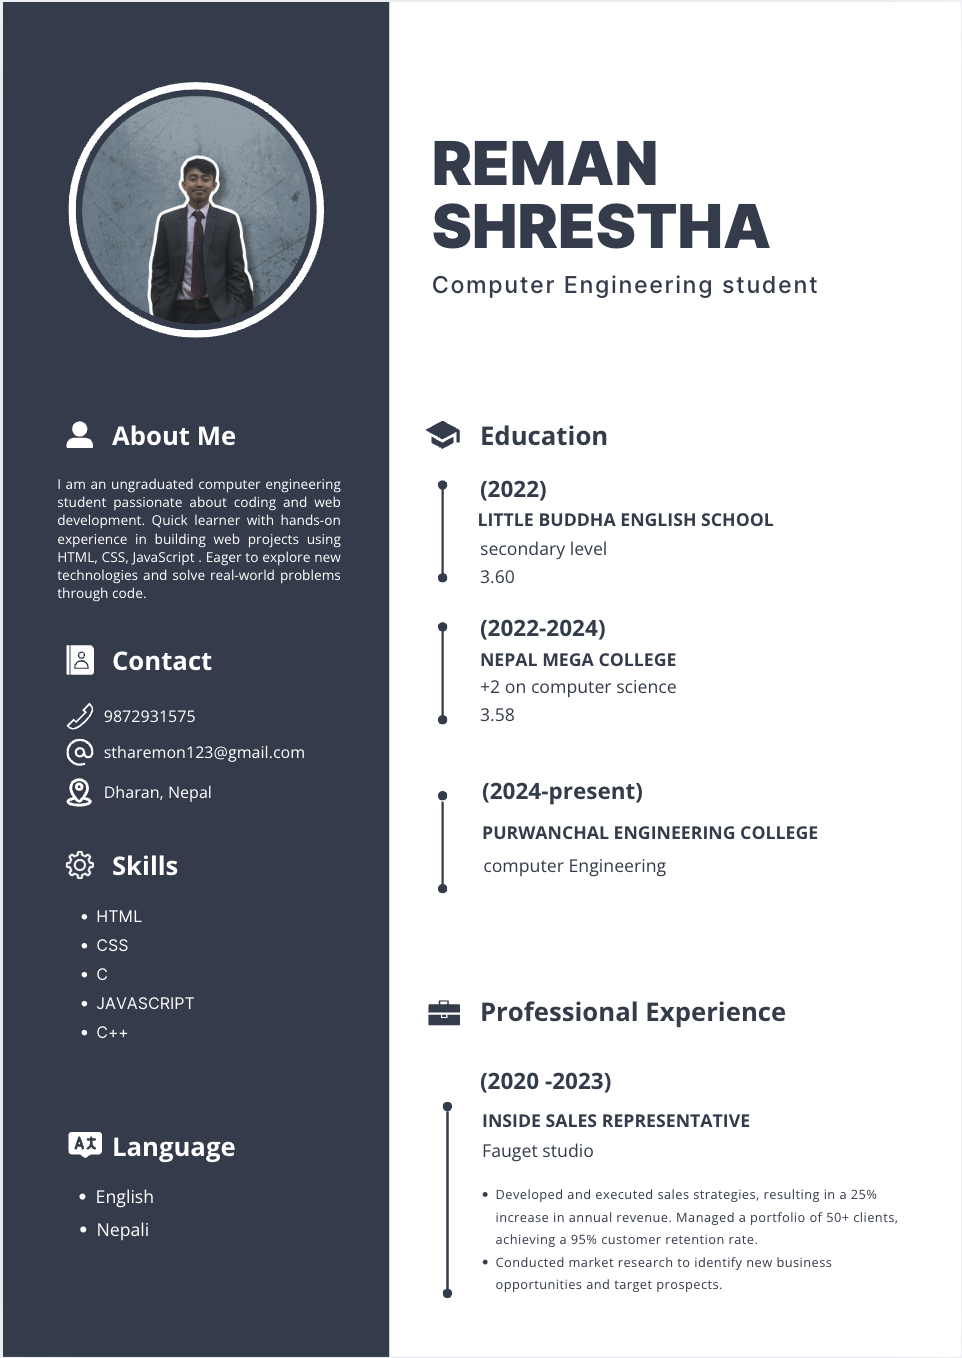 REMAN
SHRESTHA
Computer Engineering student
About Me
I am an ungraduated computer engineering
student passionate about coding and web
development. Quick learner with hands-on
experience in building web projects using
HTML, CSS, JavaScript . Eager to explore new
technologies and solve real-world problems
through code.
Contact
9872931575
stharemon123@gmail.com
Dharan, Nepal
Skills
• HTML
• CSS
• C
• JAVASCRIPT
• C++
Language
• English
• Nepali
Education
(2022)
LITTLE BUDDHA ENGLISH SCHOOL
secondary level
3.60
(2022-2024)
NEPAL MEGA COLLEGE
+2 on computer science
3.58
(2024-present)
PURWANCHAL ENGINEERING COLLEGE
computer Engineering
Professional Experience
(2020 -2023)
INSIDE SALES REPRESENTATIVE
Fauget studio
• Developed and executed sales strategies, resulting in a 25%
increase in annual revenue. Managed a portfolio of 50+ clients,
achieving a 95% customer retention rate.
• Conducted market research to identify new business
opportunities and target prospects.